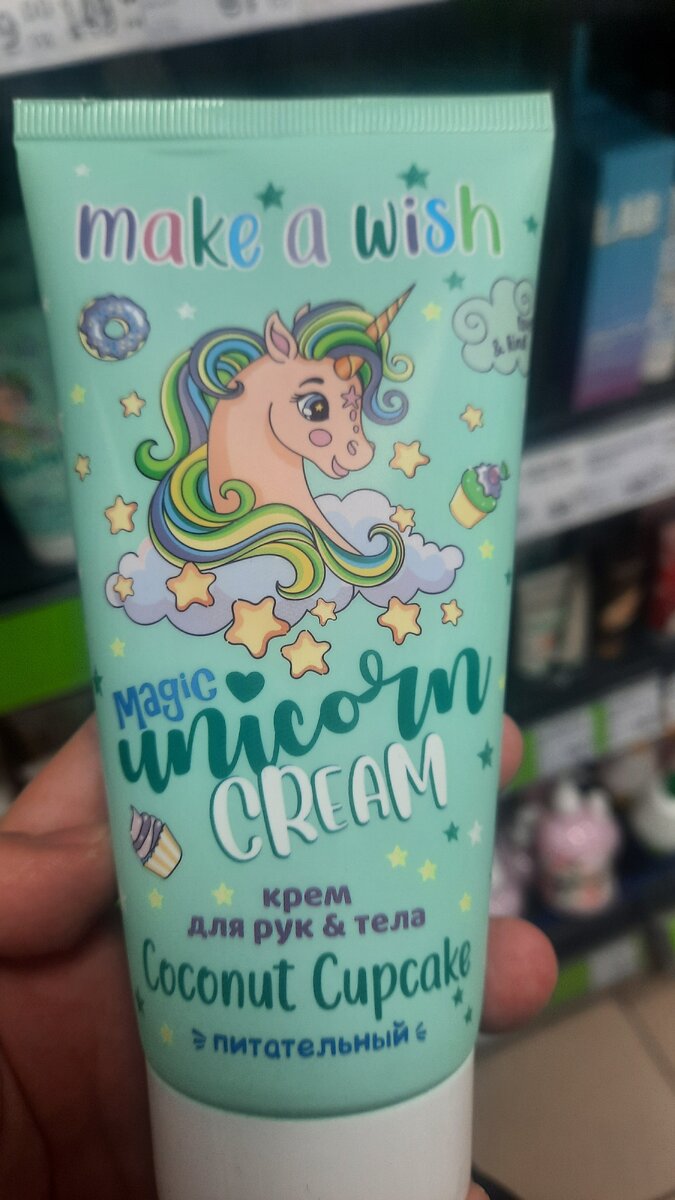 make a wish
Magic
unicorn
CREAM
крем
для рук & тела
Coconut Cupcake
питательный